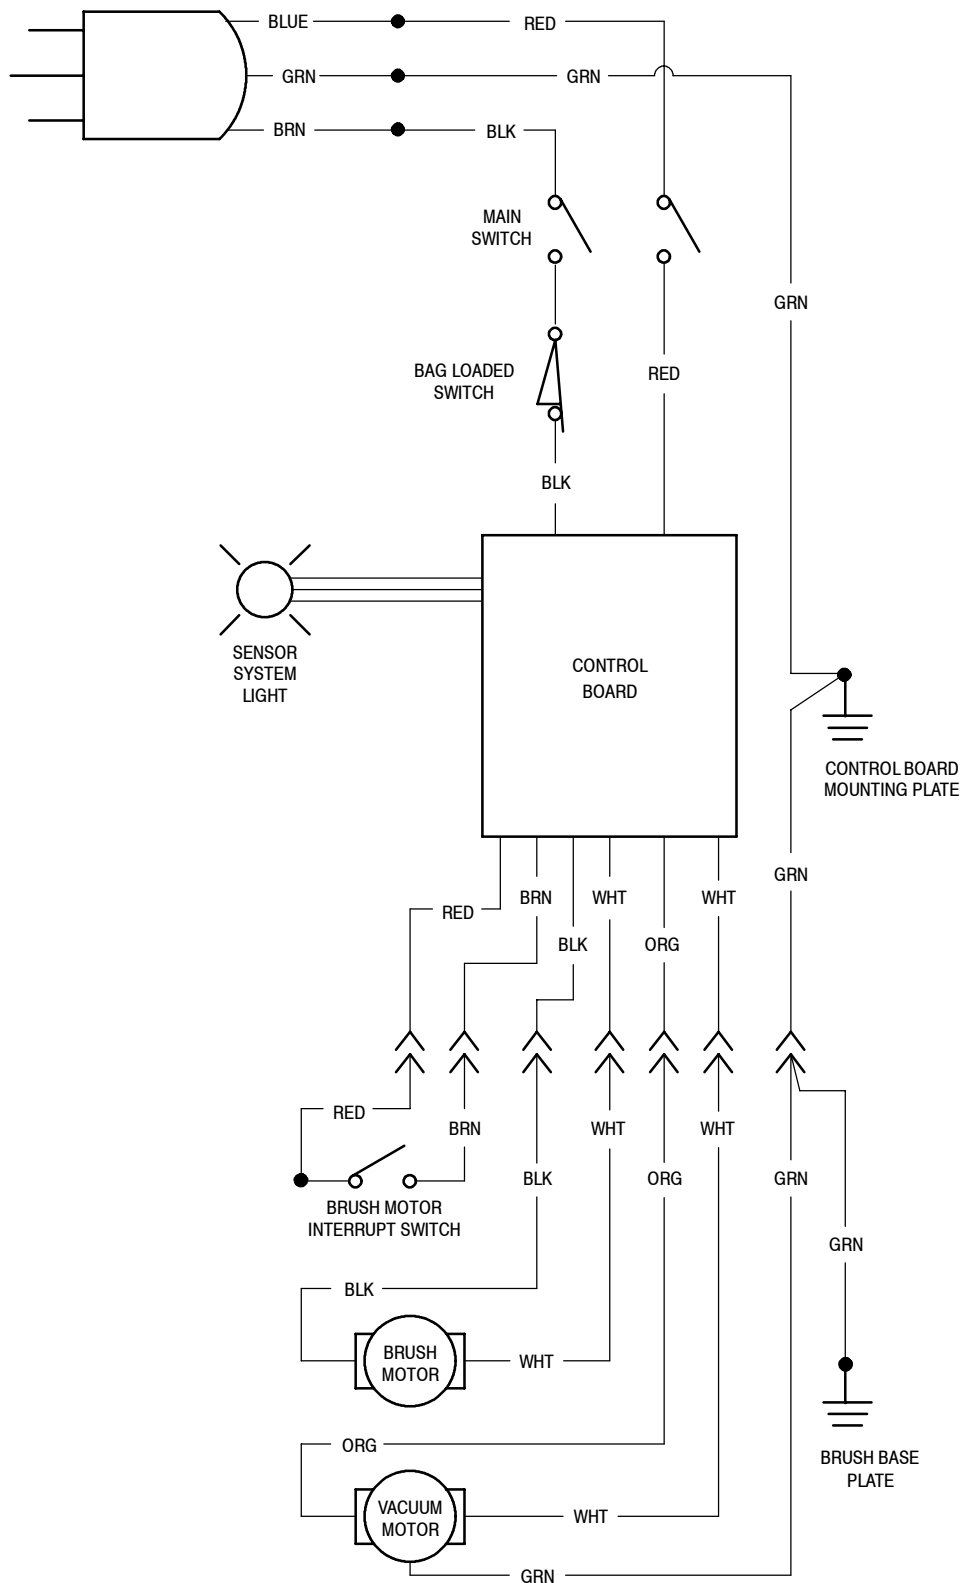 BLUE
RED
GRN
GRN
BRN
BLK
MAIN
SWITCH
GRN
BAG LOADED
SWITCH
RED
BLK
SENSOR
SYSTEM
LIGHT
CONTROL
BOARD
CONTROL BOARD
MOUNTING PLATE
GRN
BRN
WHT
WHT
RED
BLK
ORG
RED
BRN
WHT
WHT
BLK
ORG
GRN
BRUSH MOTOR
INTERRUPT SWITCH
GRN
BLK
BRUSH
MOTOR
WHT
ORG
BRUSH BASE
PLATE
VACUUM
MOTOR
WHT
GRN